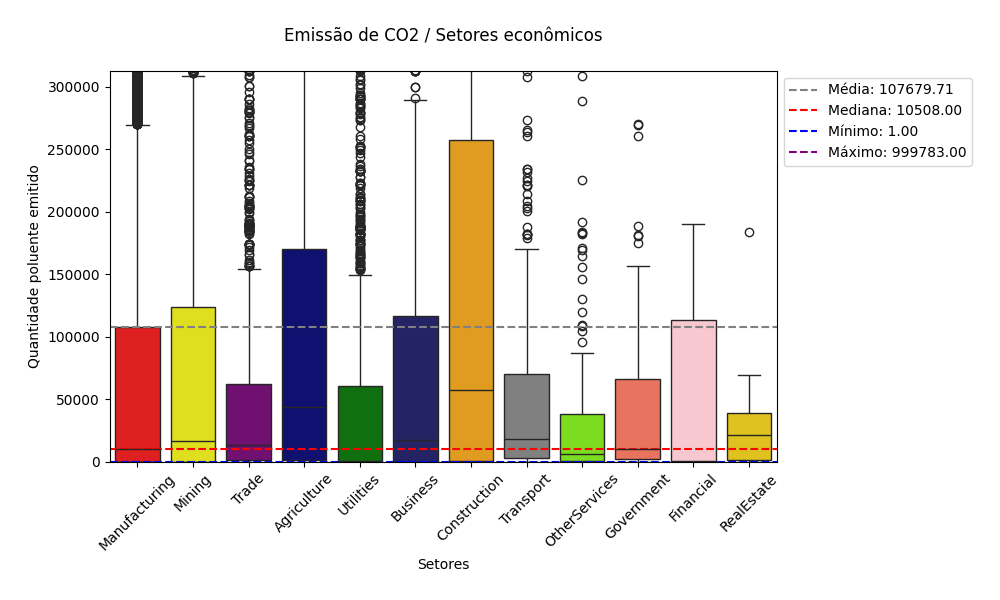 Emissão de CO2 / Setores econômicos
Quantidade poluente emitido
300000
250000
200000
150000
100000
50000
0
Média: 107679.71
Mediana: 10508.00
Mínimo: 1.00
Máximo: 999783.00
Manufacturing
Mining
Trade
Agriculture
Utilities
Business
Construction
Transport
OtherServices
Government
Financial
RealEstate
Setores